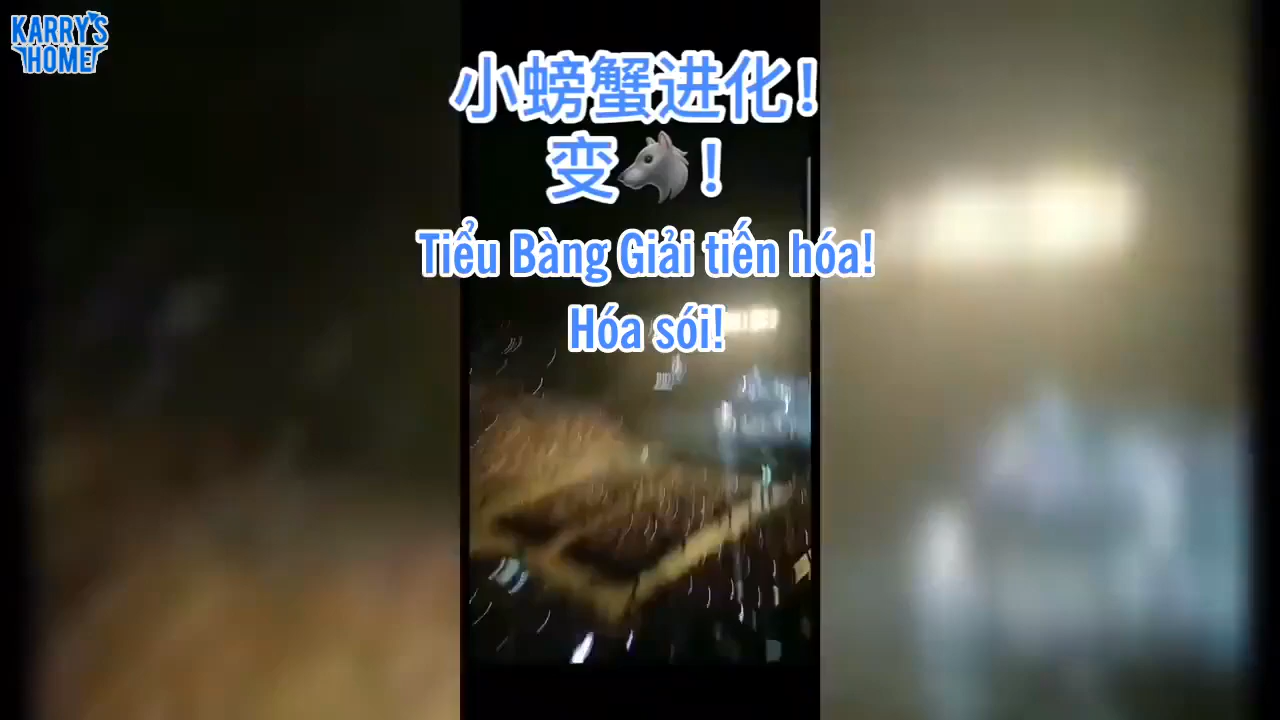 KARRY'S
HOME
小螃蟹进化！
变🐺！
Tiểu Bàng Giải tiến hóa!
Hóa sói!